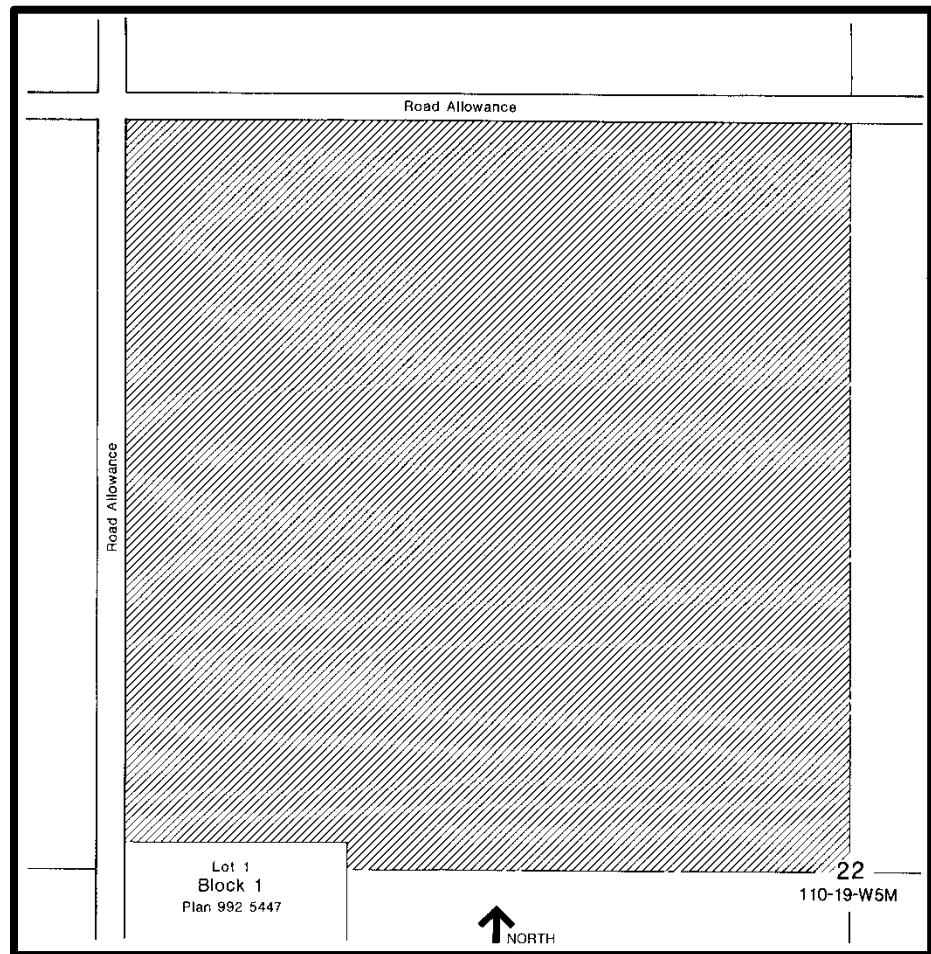 Road Allowance
Road Allowance
Lot 1
Block 1
Plan 992 5447
22
110-19-W5M
NORTH